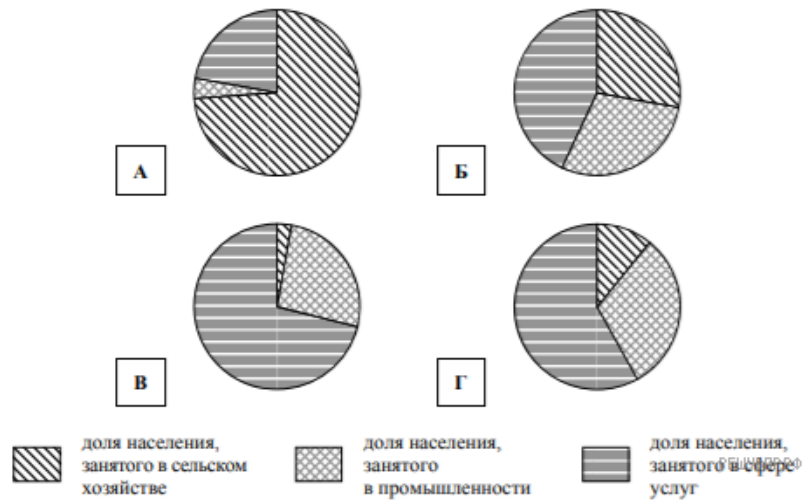 А
Б
В
Г
доля населения,
занятого в сельском
хозяйстве
доля населения,
занятого
в промышленности
доля населения,
занятого в сфере
услуг